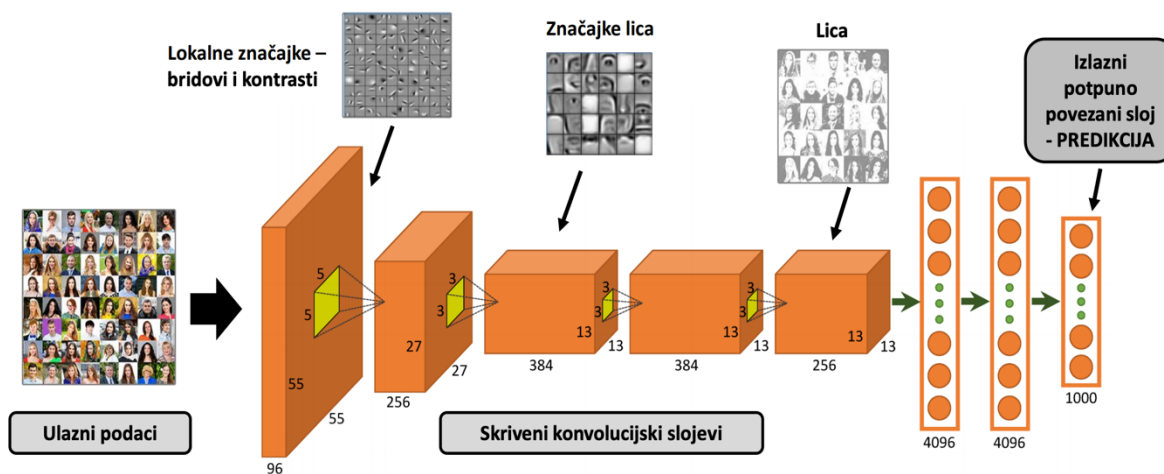 Lokalne značajke –
bridovi i kontrasti
Značajke lica
Lica
Izlazni
potpuno
povezani sloj
- PREDIKCIJA
5
5
55
55
96
3
3
27
27
256
3
3
13
13
384
3
3
13
13
384
13
13
256
4096
4096
1000
Ulazni podaci
Skriveni konvolucijski slojevi